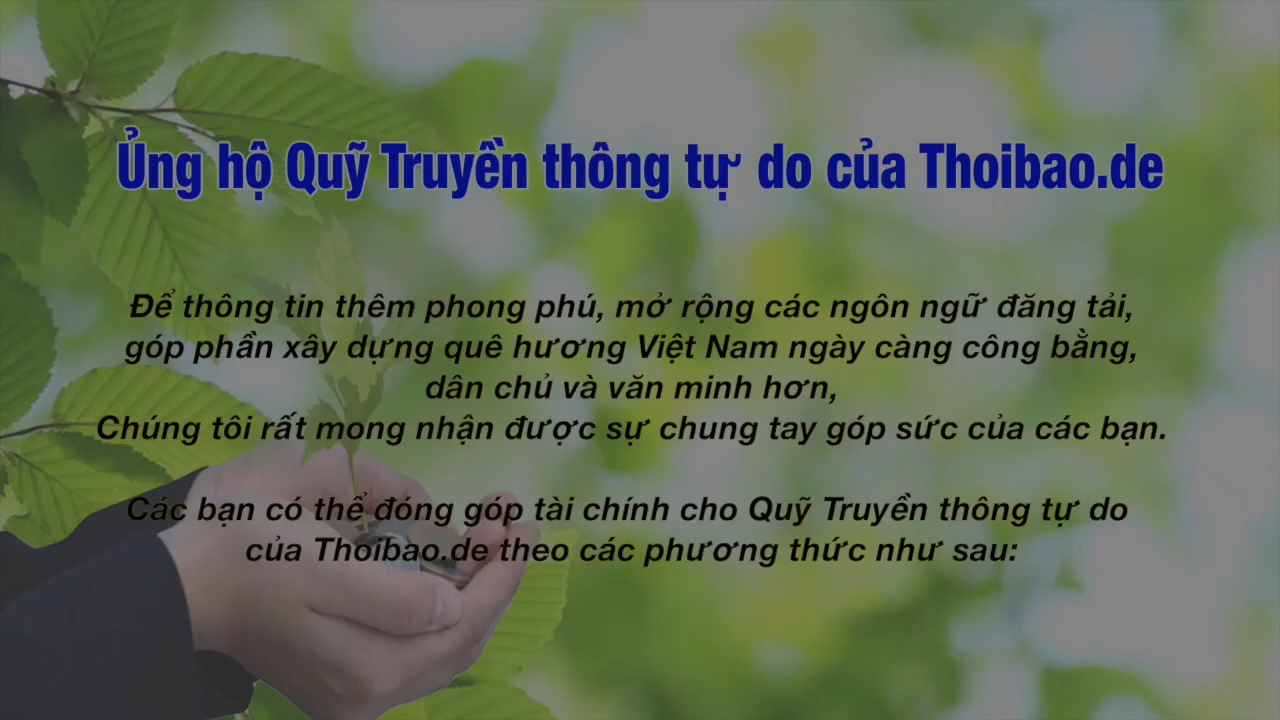 Ủng hộ Quỹ Truyền thông tự do của Thoibao.de
Để thông tin thêm phong phú, mở rộng các ngôn ngữ đăng tải,
góp phần xây dựng quê hương Việt Nam ngày càng công bằng,
dân chủ và văn minh hơn,
Chúng tôi rất mong nhận được sự chung tay góp sức của các bạn.
Các bạn có thể đóng góp tài chính cho Quỹ Truyền thông tự do
của Thoibao.de theo các phương thức như sau: